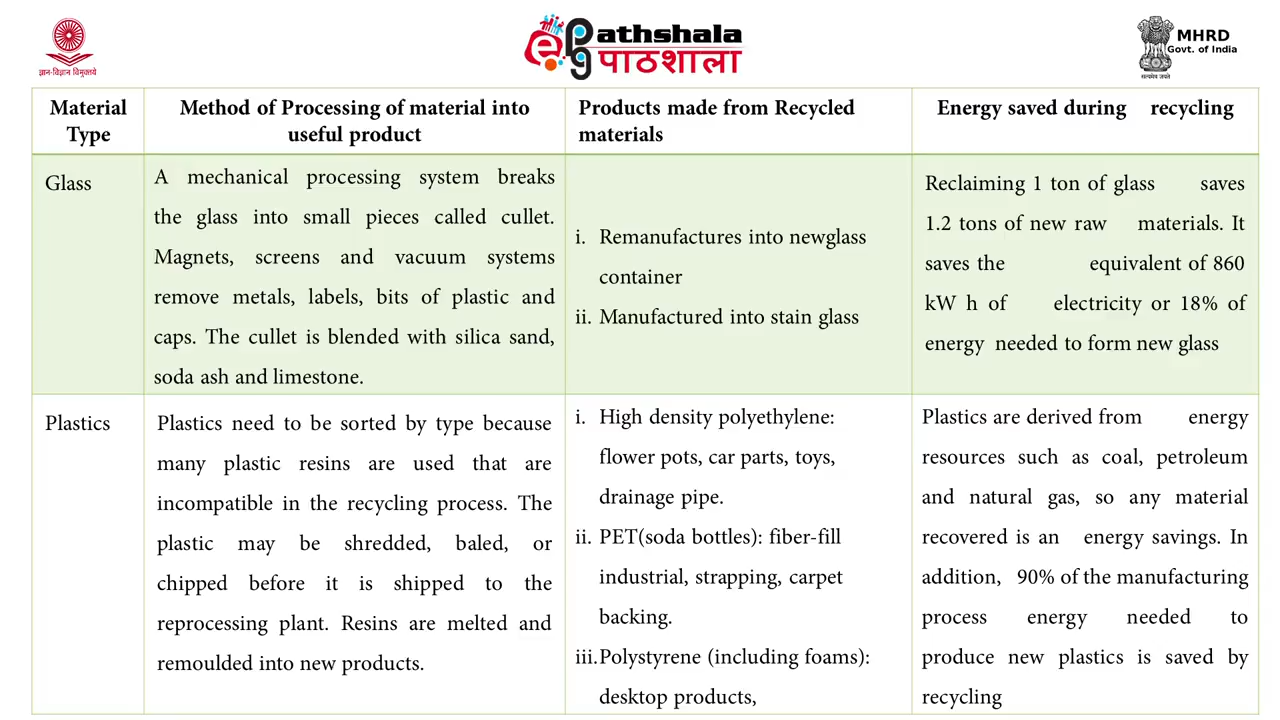 ज्ञान-विज्ञान विमुक्तये
ePg athshala
पाठशाला
MHRD
Govt. of India
सत्यमेव जयते
Material
Type
Method of Processing of material into
useful product
Products made from Recycled
materials
Energy saved during recycling
Glass
A mechanical processing system breaks
the glass into small pieces called cullet.
Magnets, screens and vacuum systems
remove metals, labels, bits of plastic and
caps. The cullet is blended with silica sand,
soda ash and limestone.
i. Remanufactures into newglass
container
ii. Manufactured into stain glass
Reclaiming 1 ton of glass saves
1.2 tons of new raw materials. It
saves the equivalent of 860
kW h of electricity or 18% of
energy needed to form new glass
Plastics
Plastics need to be sorted by type because
many plastic resins are used that are
incompatible in the recycling process. The
plastic may be shredded, baled, or
chipped before it is shipped to the
reprocessing plant. Resins are melted and
remoulded into new products.
i. High density polyethylene:
flower pots, car parts, toys,
drainage pipe.
ii. PET(soda bottles): fiber-fill
industrial, strapping, carpet
backing.
iii.Polystyrene (including foams):
desktop products,
Plastics are derived from energy
resources such as coal, petroleum
and natural gas, so any material
recovered is an energy savings. In
addition, 90% of the manufacturing
process energy needed to
produce new plastics is saved by
recycling